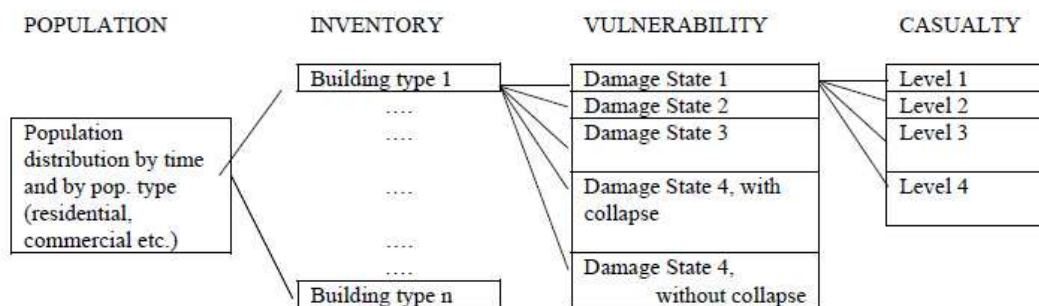 POPULATION
INVENTORY
VULNERABILITY
CASUALTY
Building type 1
Damage State 1
Level 1
....
Damage State 2
Level 2
Population
distribution by time
and by pop. type
(residential,
commercial etc.)
....
Damage State 3
Level 3
....
Damage State 4, with
collapse
Level 4
....
....
Damage State 4,
without collapse
Building type n